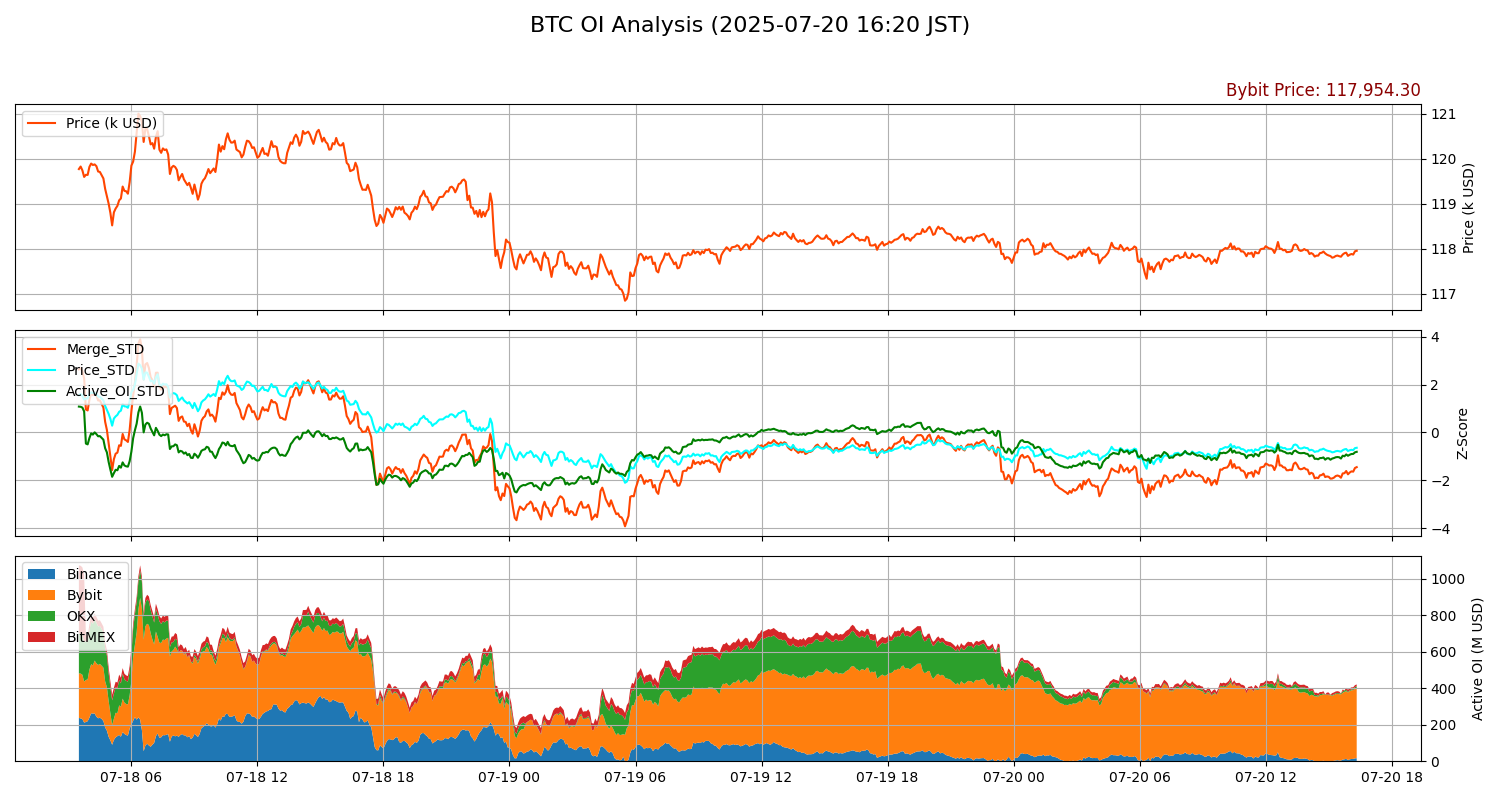 BTC OI Analysis (2025-07-20 16:20 JST)
Bybit Price: 117,954.30
Price (k USD)
121
120
119
118
117
Price (k USD)
Merge_STD
Price_STD
Active_OI_STD
4
2
0
−2
−4
Z-Score
Binance
Bybit
OKX
BitMEX
1000
800
600
400
200
0
Active OI (M USD)
07-18 06
07-18 12
07-18 18
07-19 00
07-19 06
07-19 12
07-19 18
07-20 00
07-20 06
07-20 12
07-20 18